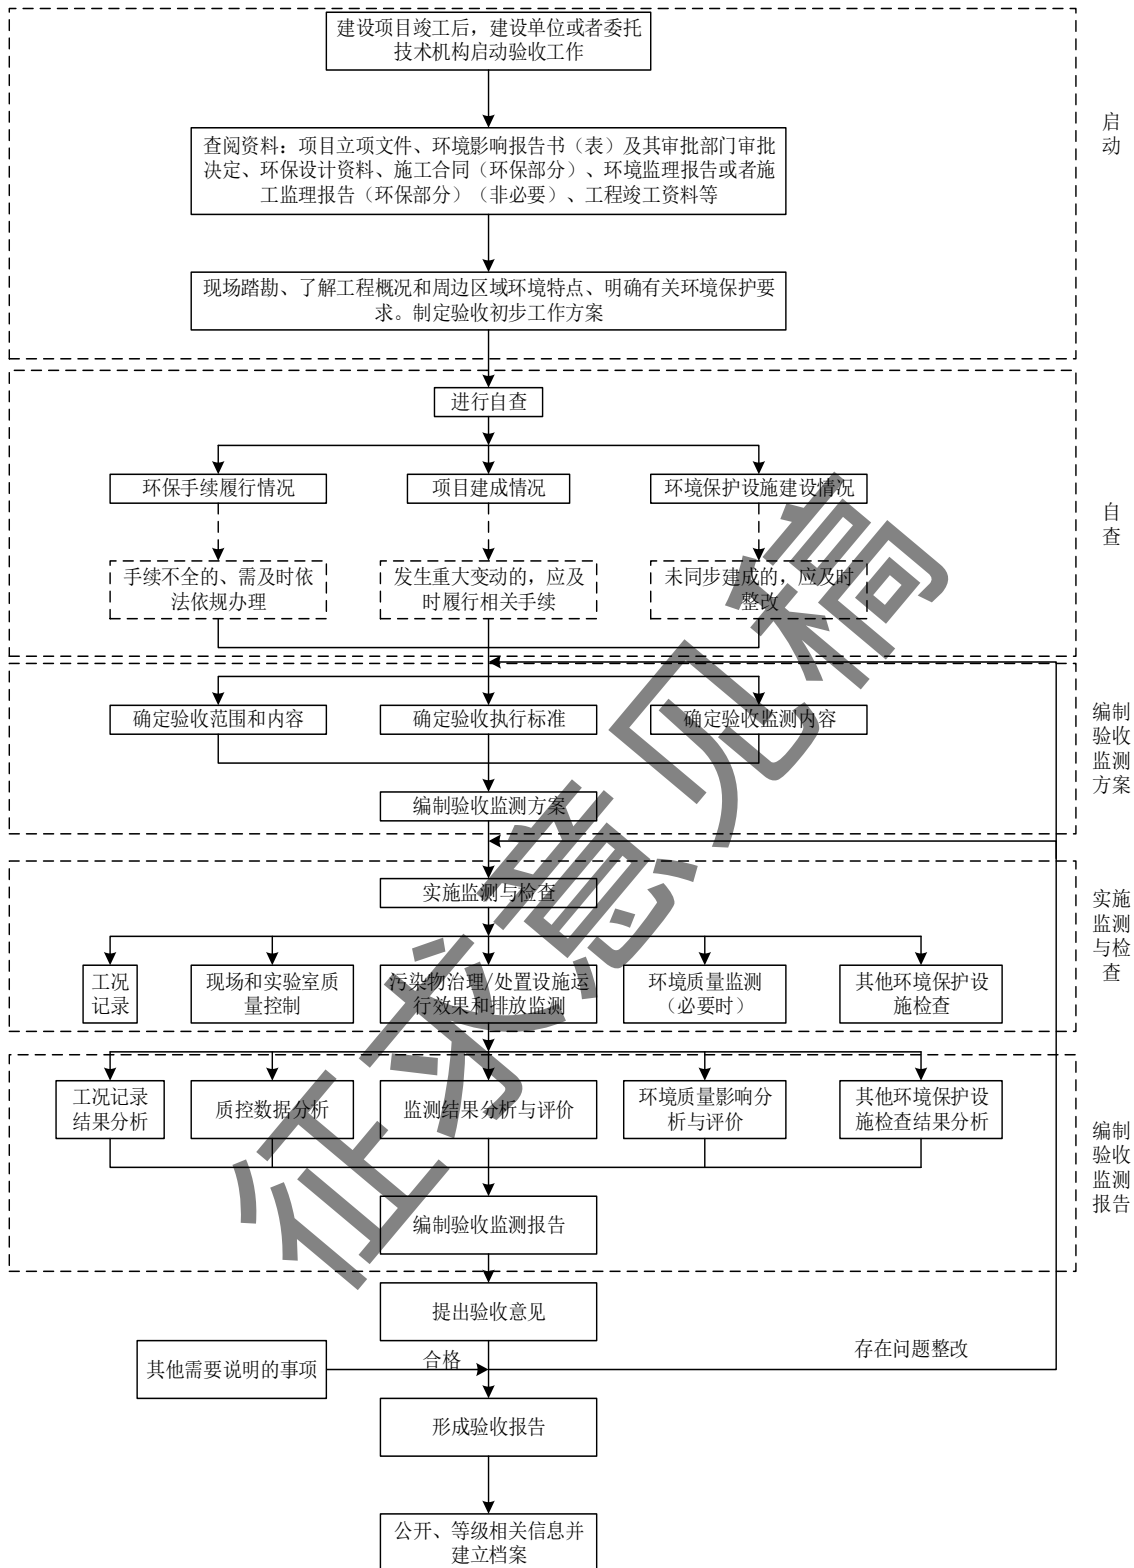 建设项目竣工后，建设单位或者委托
技术机构启动验收工作
查阅资料：项目立项文件、环境影响报告书（表）及其审批部门审批
决定、环保设计资料、施工合同（环保部分）、环境监理报告或者施
工监理报告（环保部分）（非必要）、工程竣工资料等
现场踏勘、了解工程概况和周边区域环境特点、明确有关环境保护要
求。制定验收初步工作方案
启
动
进行自查
环保手续履行情况
项目建成情况
环境保护设施建设情况
手续不全的、需及时依
法依规办理
发生重大变动的，应及
时履行相关手续
未同步建成的，应及时
整改
自
查
确定验收范围和内容
确定验收执行标准
确定验收监测内容
编制验收监测方案
编制
验收
监测
方案
实施监测与检查
工况
记录
现场和实验室质
量控制
污染物治理/处置设施运
行效果和排放监测
环境质量监测
（必要时）
其他环境保护设
施检查
实施
监测
与检
查
工况记录
结果分析
质控数据分析
监测结果分析与评价
环境质量影响分
析与评价
其他环境保护设
施检查结果分析
编制验收监测报告
编制
验收
监测
报告
提出验收意见
其他需要说明的事项
合格
存在问题整改
形成验收报告
公开、等级相关信息并
建立档案
征求意见稿